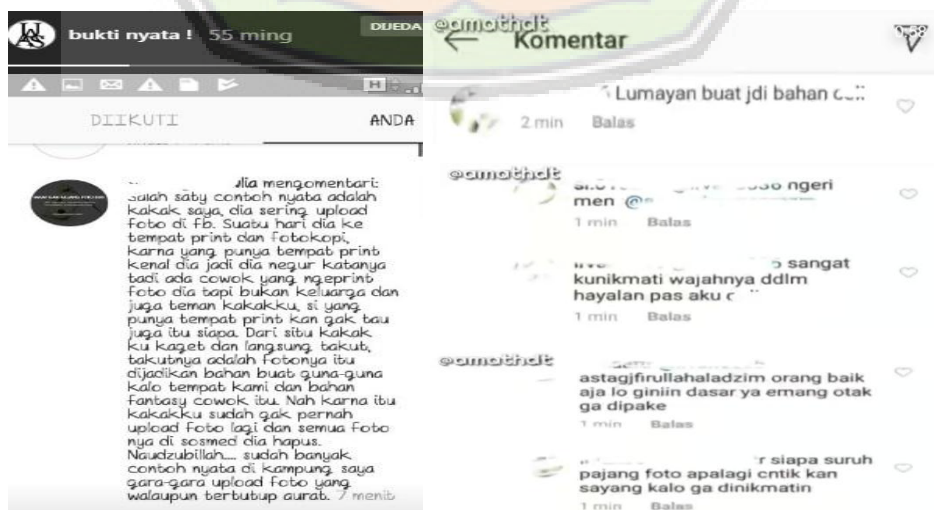 bukti nyata ! 55 ming
DIJEDA
DIIKUTI ANDA
mengomentari:
Salah saty contoh nyata adalah
kakak saya, dia sering upload
foto di fb. Suatu hari dia ke
tempat print dan fotokopi,
karna yang punya tempat print
kenal dia jadi dia negur katanya
tadi ada cowok yang ngeprint
foto dia tapi bukan keluarga dan
juga teman kakakku, si yang
punya tempat print kan gak tau
juga itu siapa. Dari situ kakak
ku kaget dan langsung takut,
takutnya adalah fotonya itu
dijadikan bahan buat guna-guna
kalo tempat kami dan bahan
fantasy cowok itu. Nah karna itu
kakakku sudah gak pernah
upload foto lagi dan semua foto
nya di sosmed dia hapus.
Naudzubillah.... sudah banyak
contoh nyata di kampung saya
gara-gara upload foto yang
walaupun tertutup aurat. 7 menit
@amathdt
Komentar
Lumayan buat jdi bahan
2 min Balas
@amathdt
ngeri
men
1 min Balas
sangat
kunikmati wajahnya ddlm
hayalan pas aku
1 min Balas
@amathdt
astagjfirullahaladzim orang baik
aja lo giniin dasar ya emang otak
ga dipake
1 min Balas
siapa suruh
pajang foto apalagi cntik kan
sayang kalo ga dinikmatin
1 min Balas